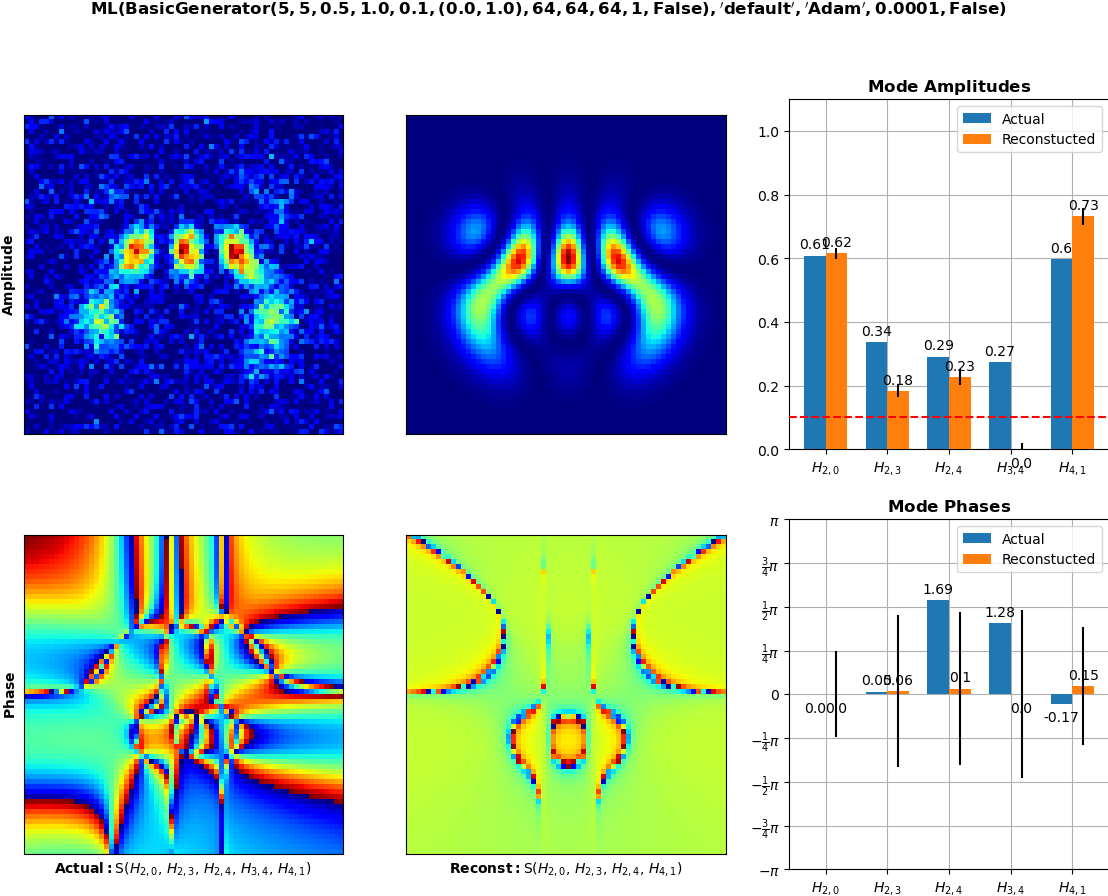 ML(BasicGenerator(5, 5, 0.5, 1.0, 0.1, (0.0, 1.0), 64, 64, 64, 1, False), 'default', 'Adam', 0.0001, False)
Amplitude
Mode Amplitudes
Actual
Reconstucted
1.0
0.8
0.6
0.4
0.2
0.0
0.61
0.62
0.34
0.18
0.29
0.23
0.27
0.0
0.6
0.73
H2,0
H2,3
H2,4
H3,4
H4,1
Phase
Actual: S(H2,0, H2,3, H2,4, H3,4, H4,1)
Reconst: S(H2,0, H2,3, H2,4, H4,1)
Mode Phases
Actual
Reconstucted
π
3/4π
1/2π
1/4π
0
−1/4π
−1/2π
−3/4π
−π
0.0
0.0
0.05
0.06
1.69
0.1
1.28
0.0
-0.17
0.15
H2,0
H2,3
H2,4
H3,4
H4,1